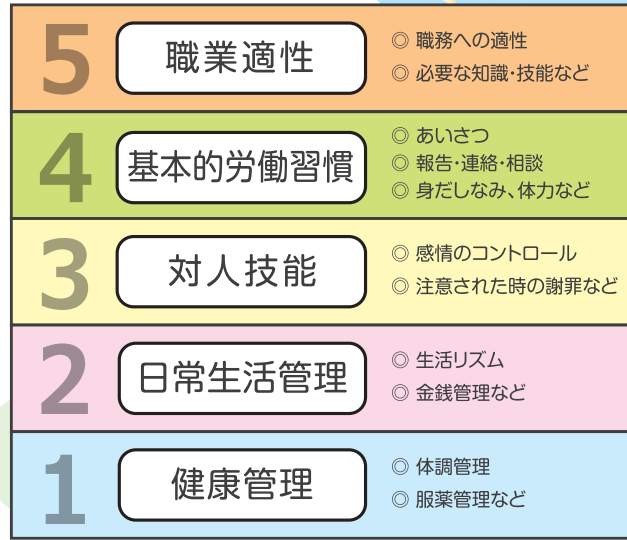 5
職業適性
◎ 職務への適性
◎ 必要な知識・技能など
4
基本的労働習慣
◎ あいさつ
◎ 報告・連絡・相談
◎ 身だしなみ、体力など
3
対人技能
◎ 感情のコントロール
◎ 注意された時の謝罪など
2
日常生活管理
◎ 生活リズム
◎ 金銭管理など
1
健康管理
◎ 体調管理
◎ 服薬管理など